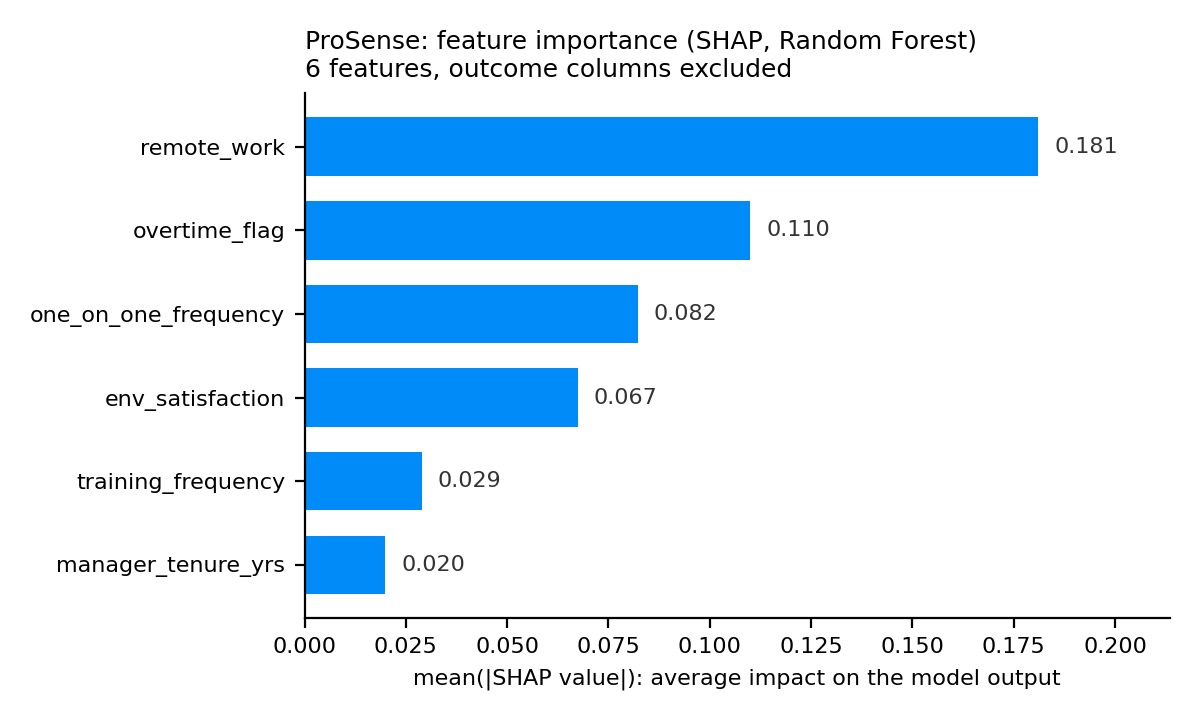 ProSense: feature importance (SHAP, Random Forest)
6 features, outcome columns excluded
remote_work 0.181
overtime_flag 0.110
one_on_one_frequency 0.082
env_satisfaction 0.067
training_frequency 0.029
manager_tenure_yrs 0.020
0.000 0.025 0.050 0.075 0.100 0.125 0.150 0.175 0.200
mean(|SHAP value|): average impact on the model output